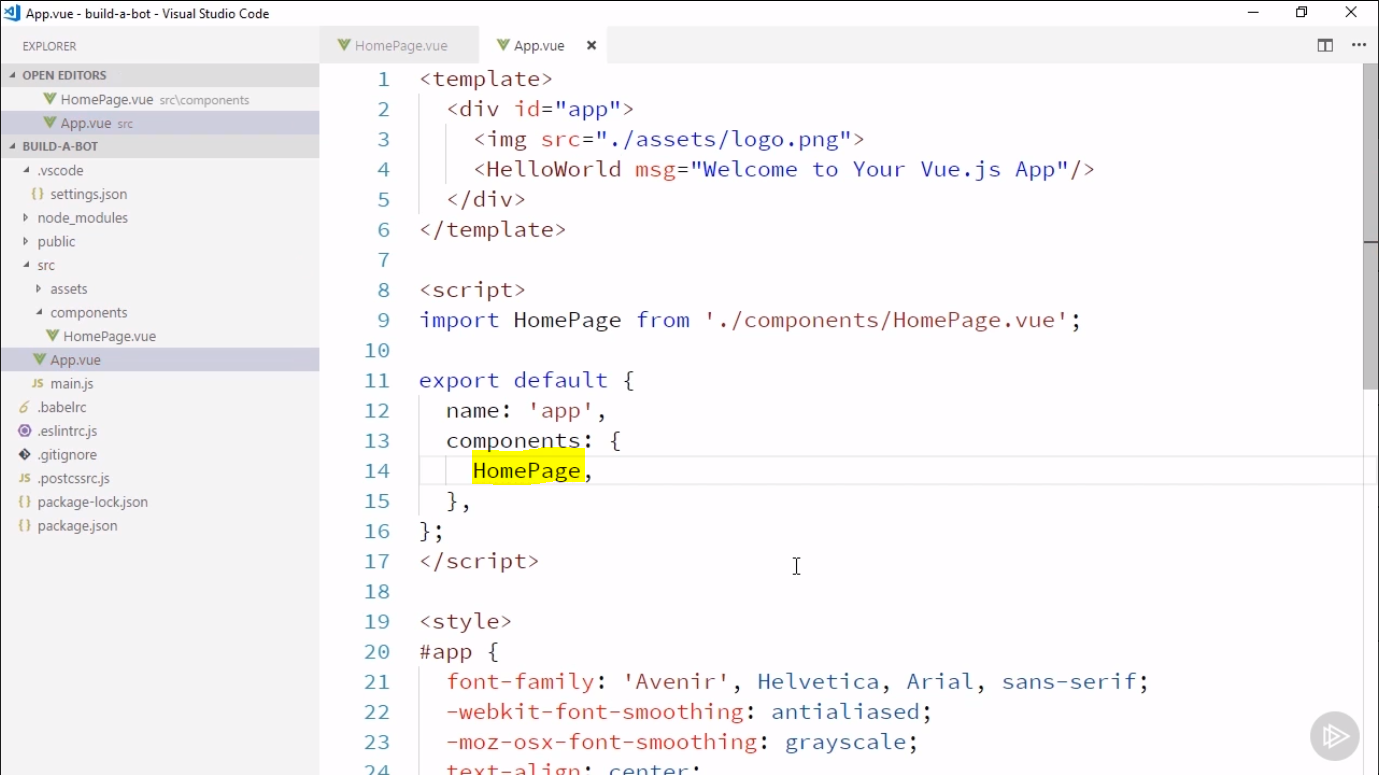 App.vue - build-a-bot - Visual Studio Code
EXPLORER
OPEN EDITORS
HomePage.vue src\components
App.vue src
BUILD-A-BOT
.vscode
{} settings.json
node_modules
public
src
assets
components
HomePage.vue
App.vue
JS main.js
.babelrc
.eslintrc.js
.gitignore
JS .postcssrc.js
{} package-lock.json
{} package.json
HomePage.vue
App.vue
1 <template>
2 <div id="app">
3 <img src="./assets/logo.png">
4 <HelloWorld msg="Welcome to Your Vue.js App"/>
5 </div>
6 </template>
7
8 <script>
9 import HomePage from './components/HomePage.vue';
10
11 export default {
12 name: 'app',
13 components: {
14 HomePage,
15 },
16 };
17 </script>
18
19 <style>
20 #app {
21 font-family: 'Avenir', Helvetica, Arial, sans-serif;
22 -webkit-font-smoothing: antialiased;
23 -moz-osx-font-smoothing: grayscale;
24 text-align: center;